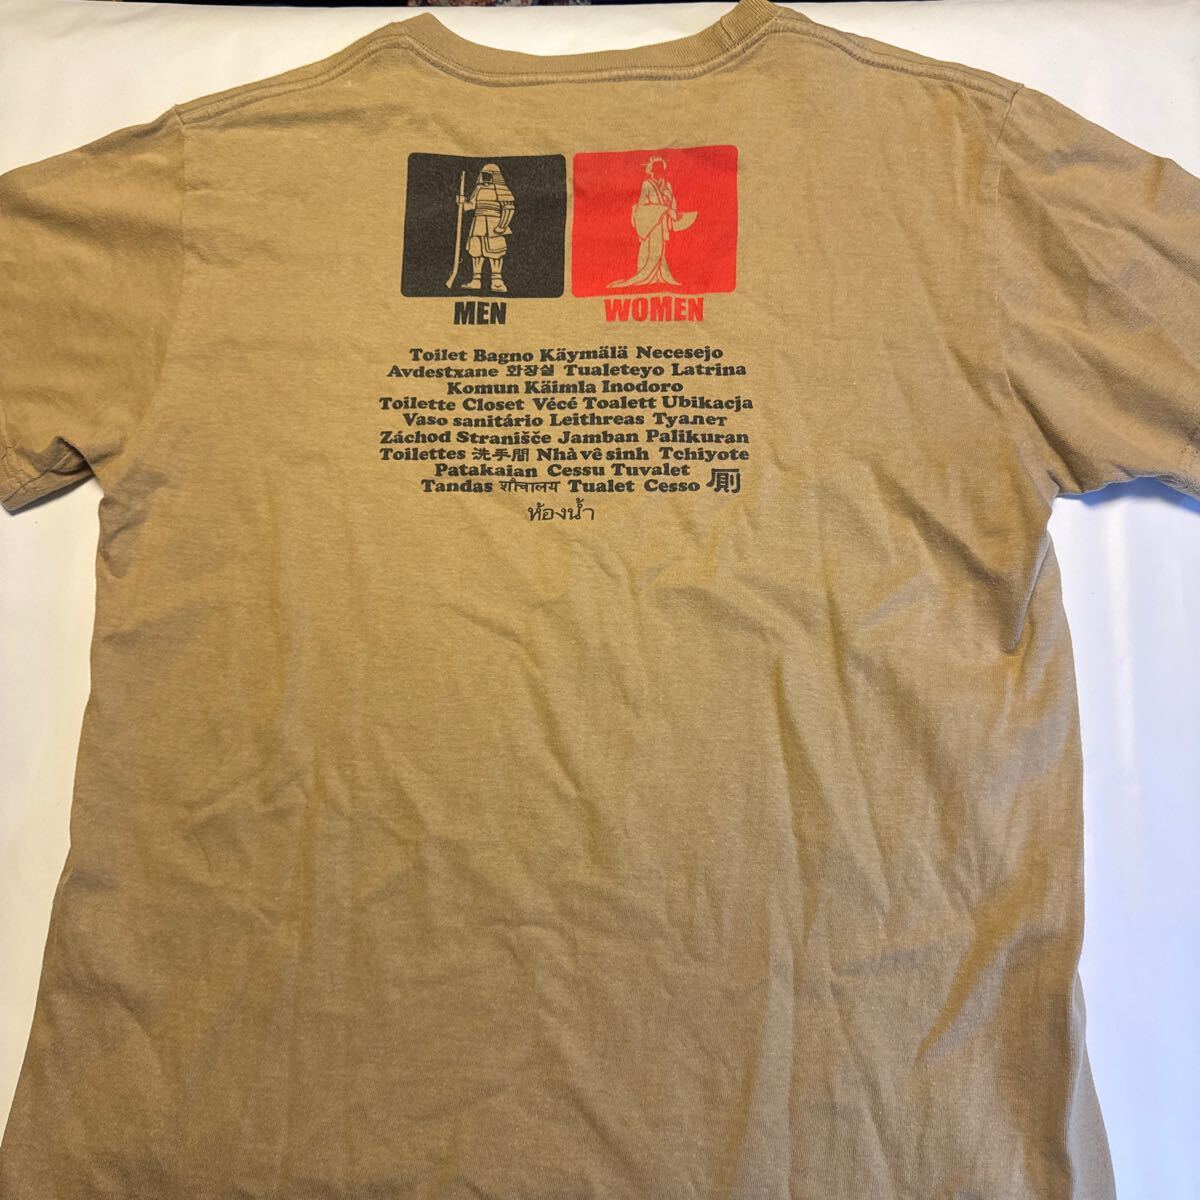 MEN WOMEN
Toilet Bagno Käymälä Necesejo
Avdestxane 화장실 Tualeteyo Latrina
Komun Käimla Inodoro
Toilette Closet Vécé Toalett Ubikacja
Vaso sanitário Leithreas Туалет
Záchod Stranišče Jamban Palikuran
Toilettes 洗手間 Nhà vê sinh Tchiyote
Patakaian Cessu Tuvalet
Tandas शौचालय Tualet Cesso 厠
ห้องน้ำ